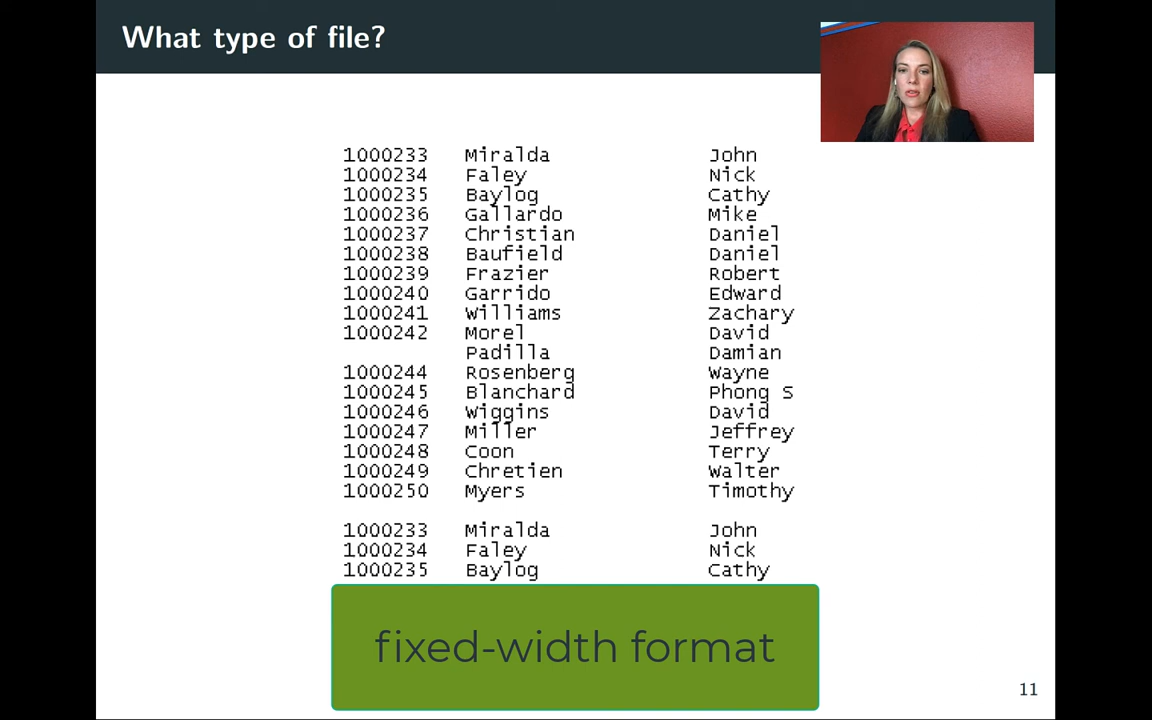 What type of file?
1000233 Miralda John
1000234 Faley Nick
1000235 Baylog Cathy
1000236 Gallardo Mike
1000237 Christian Daniel
1000238 Baufield Daniel
1000239 Frazier Robert
1000240 Garrido Edward
1000241 Williams Zachary
1000242 Morel David
Padilla Damian
1000244 Rosenberg Wayne
1000245 Blanchard Phong S
1000246 Wiggins David
1000247 Miller Jeffrey
1000248 Coon Terry
1000249 Chretien Walter
1000250 Myers Timothy
1000233 Miralda John
1000234 Faley Nick
1000235 Baylog Cathy
fixed-width format
11